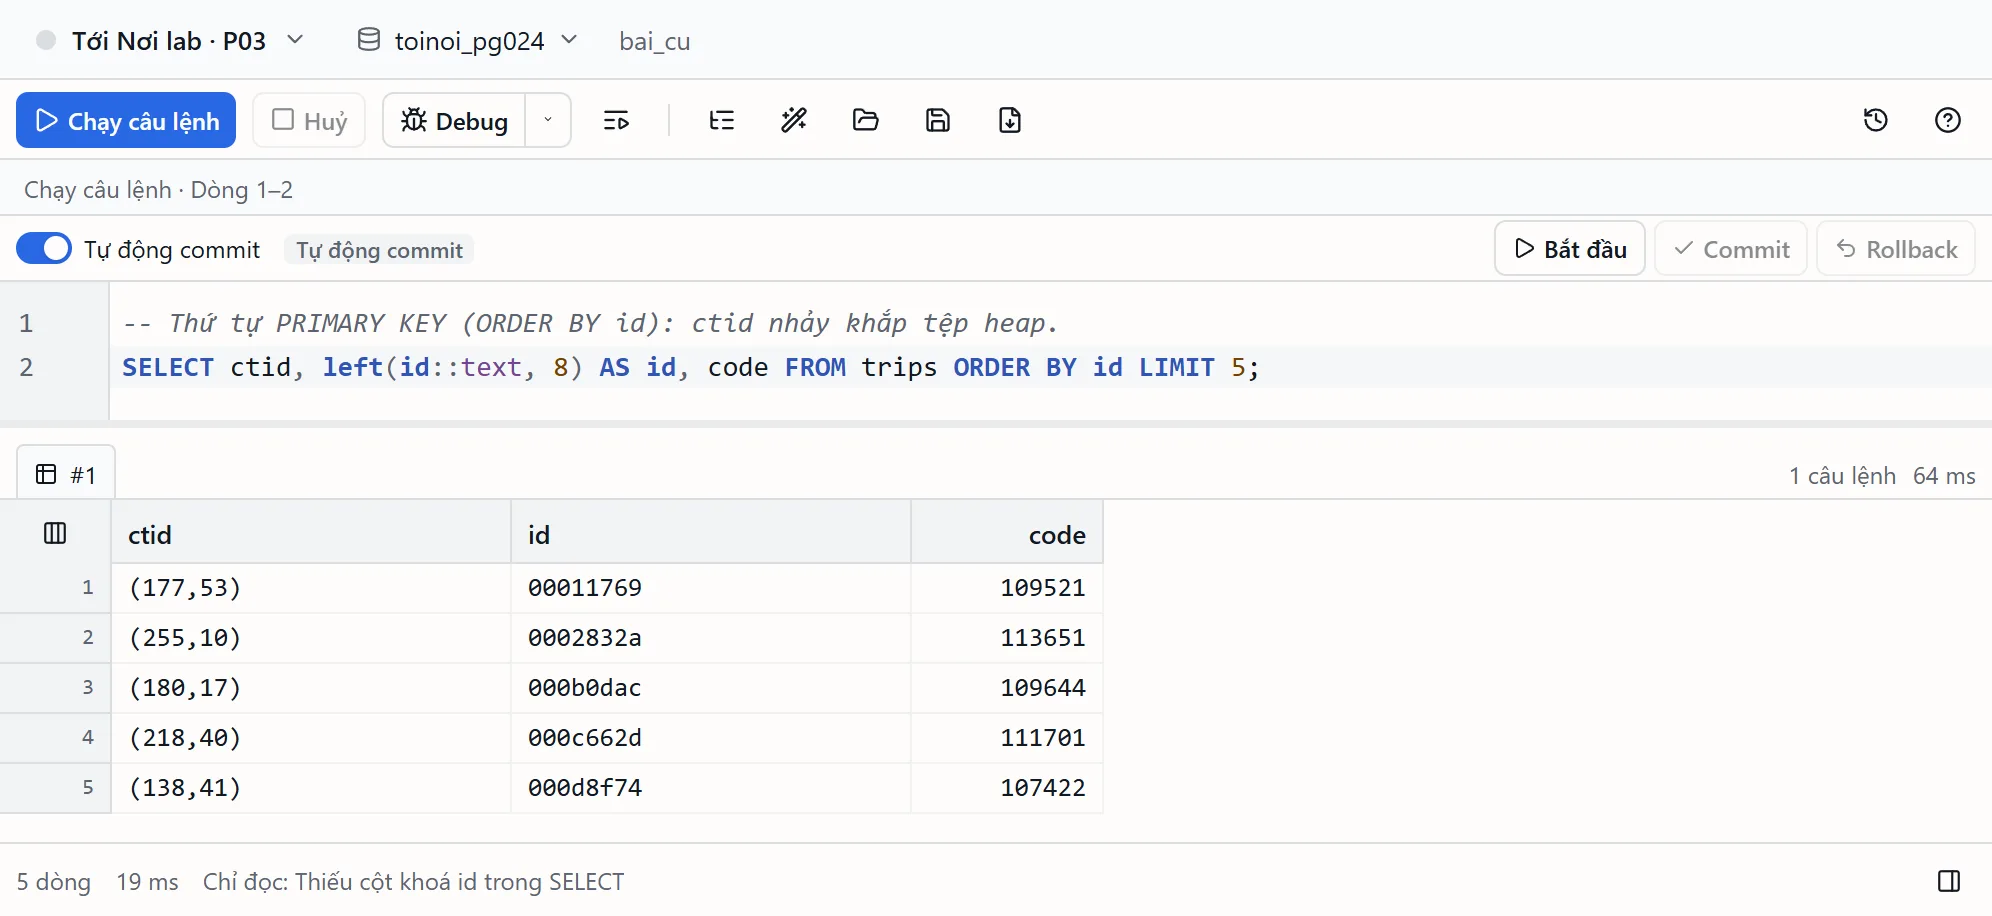 Tới Nơi lab · P03 toinoi_pg024 bai_cu
Chạy câu lệnh Huỷ Debug
Chạy câu lệnh · Dòng 1–2
Tự động commit Tự động commit Bắt đầu Commit Rollback
1 -- Thứ tự PRIMARY KEY (ORDER BY id): ctid nhảy khắp tệp heap.
2 SELECT ctid, left(id::text, 8) AS id, code FROM trips ORDER BY id LIMIT 5;
#1 1 câu lệnh 64 ms
ctid id code
1 (177,53) 00011769 109521
2 (255,10) 0002832a 113651
3 (180,17) 000b0dac 109644
4 (218,40) 000c662d 111701
5 (138,41) 000d8f74 107422
5 dòng 19 ms Chỉ đọc: Thiếu cột khoá id trong SELECT